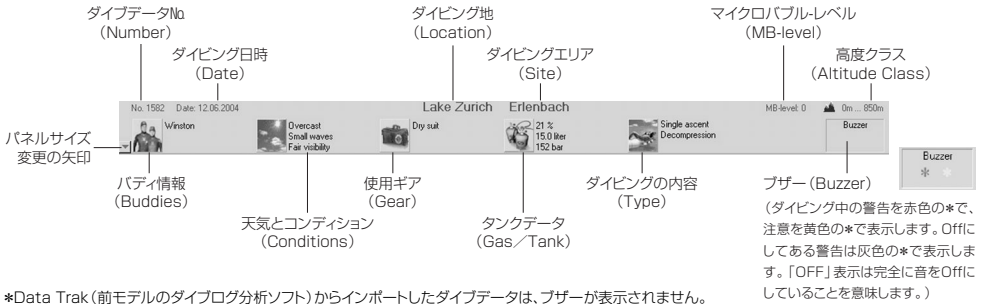 ダイブデータ№
(Number)
ダイビング地
(Location)
マイクロバブル-レベル
(MB-level)
ダイビング日時
(Date)
ダイビングエリア
(Site)
高度クラス
(Altitude Class)
No. 1582 Date: 12.06.2004 Lake Zurich Erlenbach MB-level: 0 0m ... 850m
Winston
Overcast
Small waves
Fair visibility
Dry suit
21 %
15.0 liter
152 bar
Single ascent
Decompression
Buzzer
パネルサイズ
変更の矢印
Buzzer
* *
バディ情報
(Buddies)
使用ギア
(Gear)
ダイビングの内容
(Type)
ブザー(Buzzer)
天気とコンディション
(Conditions)
タンクデータ
(Gas/Tank)
(ダイビング中の警告を赤色の*で、
注意を黄色の*で表示します。Offに
してある警告は灰色の*で表示しま
す。「OFF」表示は完全に音をOffに
していることを意味します。)
*Data Trak(前モデルのダイブログ分析ソフト)からインポートしたダイブデータは、ブザーが表示されません。